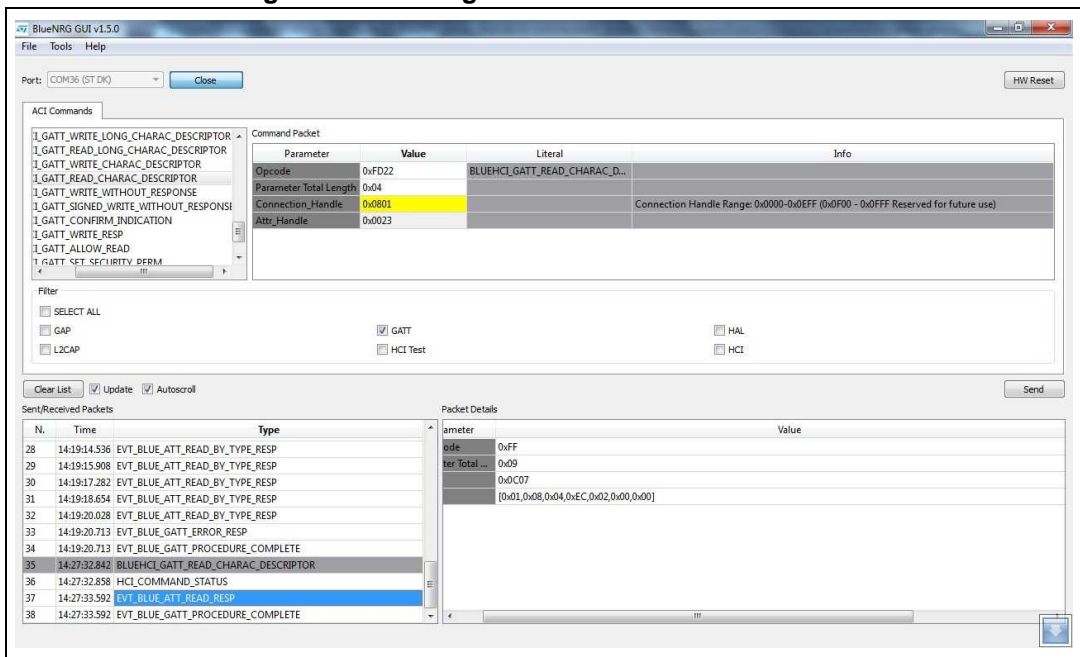 BlueNRG GUI v1.5.0
File Tools Help
Port: COM36 (ST DK) Close HW Reset
ACI Commands
I_GATT_WRITE_LONG_CHARAC_DESCRIPTOR
I_GATT_READ_LONG_CHARAC_DESCRIPTOR
I_GATT_WRITE_CHARAC_DESCRIPTOR
I_GATT_READ_CHARAC_DESCRIPTOR
I_GATT_WRITE_WITHOUT_RESPONSE
I_GATT_SIGNED_WRITE_WITHOUT_RESPONSE
I_GATT_CONFIRM_INDICATION
I_GATT_WRITE_RESP
I_GATT_ALLOW_READ
I_GATT_SET_SECURITY_PERM
Command Packet
Parameter Value Literal Info
Opcode 0xFD22 BLUEHCI_GATT_READ_CHARAC_D...
Parameter Total Length 0x04
Connection_Handle 0x0801 Connection Handle Range: 0x0000-0x0EFF (0x0F00 - 0x0FFF Reserved for future use)
Attr_Handle 0x0023
Filter
SELECT ALL
GAP GATT HAL
L2CAP HCI Test HCI
Clear List Update Autoscroll Send
Sent/Received Packets
N. Time Type
28 14:19:14.536 EVT_BLUE_ATT_READ_BY_TYPE_RESP
29 14:19:15.908 EVT_BLUE_ATT_READ_BY_TYPE_RESP
30 14:19:17.282 EVT_BLUE_ATT_READ_BY_TYPE_RESP
31 14:19:18.654 EVT_BLUE_ATT_READ_BY_TYPE_RESP
32 14:19:20.028 EVT_BLUE_ATT_READ_BY_TYPE_RESP
33 14:19:20.713 EVT_BLUE_GATT_ERROR_RESP
34 14:19:20.713 EVT_BLUE_GATT_PROCEDURE_COMPLETE
35 14:27:32.842 BLUEHCI_GATT_READ_CHARAC_DESCRIPTOR
36 14:27:32.858 HCI_COMMAND_STATUS
37 14:27:33.592 EVT_BLUE_ATT_READ_RESP
38 14:27:33.592 EVT_BLUE_GATT_PROCEDURE_COMPLETE
Packet Details
ameter Value
ode 0xFF
ter Total ... 0x09
0x0C07
[0x01,0x08,0x04,0xEC,0x02,0x00,0x00]